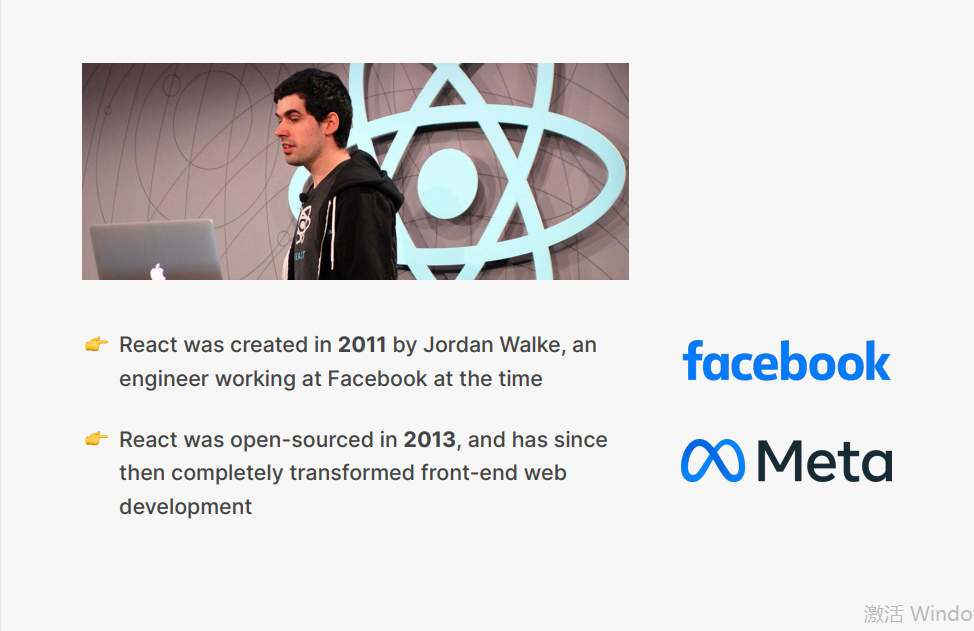 👉 React was created in 2011 by Jordan Walke, an
engineer working at Facebook at the time
👉 React was open-sourced in 2013, and has since
then completely transformed front-end web
development
facebook
Meta
激活 Windo